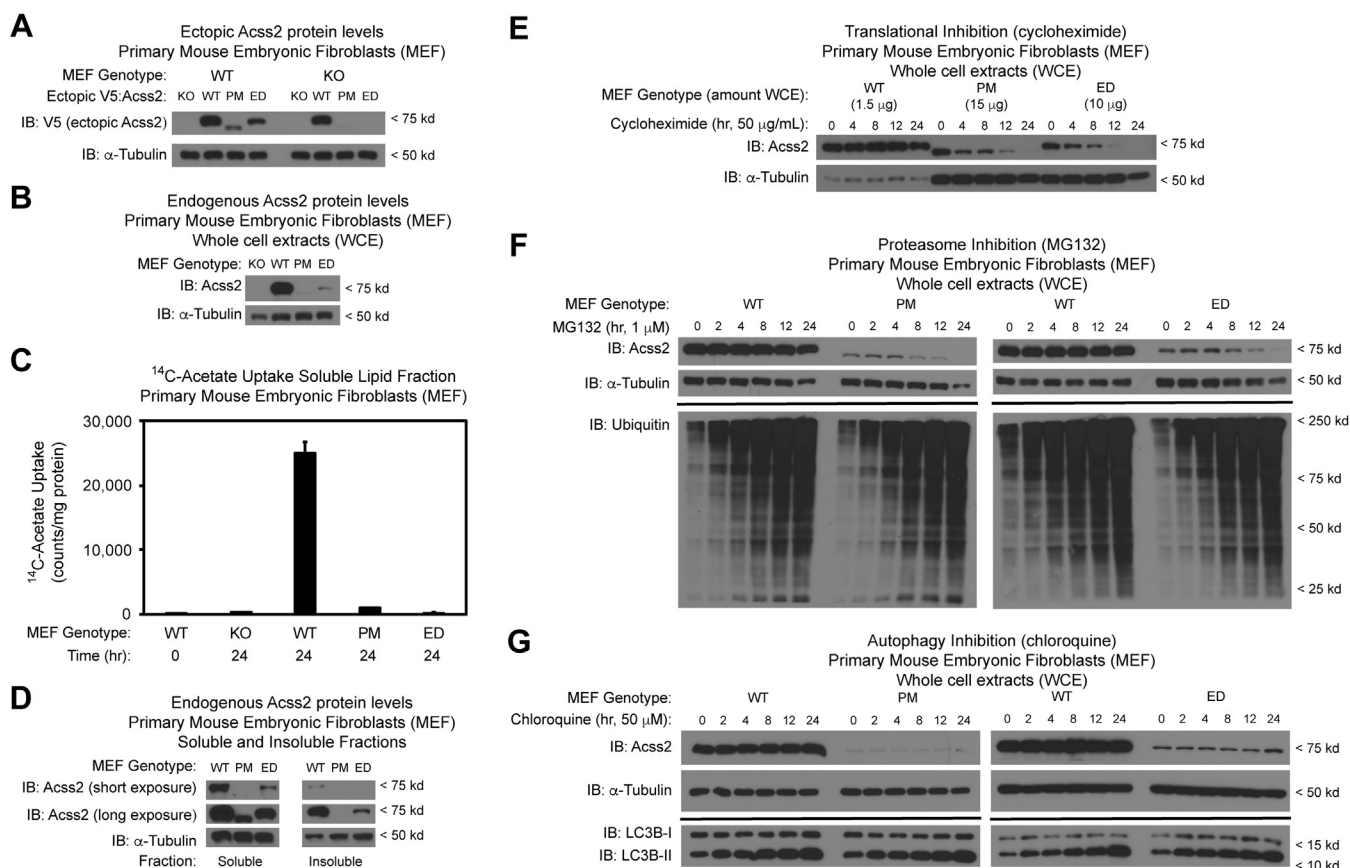 A
Ectopic Acss2 protein levels
Primary Mouse Embryonic Fibroblasts (MEF)
MEF Genotype: WT KO
Ectopic V5:Acss2: KO WT PM ED KO WT PM ED
IB: V5 (ectopic Acss2) < 75 kd
IB: α-Tubulin < 50 kd
B
Endogenous Acss2 protein levels
Primary Mouse Embryonic Fibroblasts (MEF)
Whole cell extracts (WCE)
MEF Genotype: KO WT PM ED
IB: Acss2 < 75 kd
IB: α-Tubulin < 50 kd
C
14C-Acetate Uptake Soluble Lipid Fraction
Primary Mouse Embryonic Fibroblasts (MEF)
14C-Acetate Uptake
(counts/mg protein)
30,000
20,000
10,000
0
MEF Genotype: WT KO WT PM ED
Time (hr): 0 24 24 24 24
D
Endogenous Acss2 protein levels
Primary Mouse Embryonic Fibroblasts (MEF)
Soluble and Insoluble Fractions
MEF Genotype: WT PM ED WT PM ED
IB: Acss2 (short exposure) < 75 kd
IB: Acss2 (long exposure) < 75 kd
IB: α-Tubulin < 50 kd
Fraction: Soluble Insoluble
E
Translational Inhibition (cycloheximide)
Primary Mouse Embryonic Fibroblasts (MEF)
Whole cell extracts (WCE)
MEF Genotype (amount WCE): WT PM ED
(1.5 μg) (15 μg) (10 μg)
Cycloheximide (hr, 50 μg/mL): 0 4 8 12 24 0 4 8 12 24 0 4 8 12 24
IB: Acss2 < 75 kd
IB: α-Tubulin < 50 kd
F
Proteasome Inhibition (MG132)
Primary Mouse Embryonic Fibroblasts (MEF)
Whole cell extracts (WCE)
MEF Genotype: WT PM WT ED
MG132 (hr, 1 μM) 0 2 4 8 12 24 0 2 4 8 12 24 0 2 4 8 12 24 0 2 4 8 12 24
IB: Acss2 < 75 kd
IB: α-Tubulin < 50 kd
IB: Ubiquitin < 250 kd
< 75 kd
< 50 kd
< 25 kd
G
Autophagy Inhibition (chloroquine)
Primary Mouse Embryonic Fibroblasts (MEF)
Whole cell extracts (WCE)
MEF Genotype: WT PM WT ED
Chloroquine (hr, 50 μM): 0 2 4 8 12 24 0 2 4 8 12 24 0 2 4 8 12 24 0 2 4 8 12 24
IB: Acss2 < 75 kd
IB: α-Tubulin < 50 kd
IB: LC3B-I < 15 kd
IB: LC3B-II < 10 kd